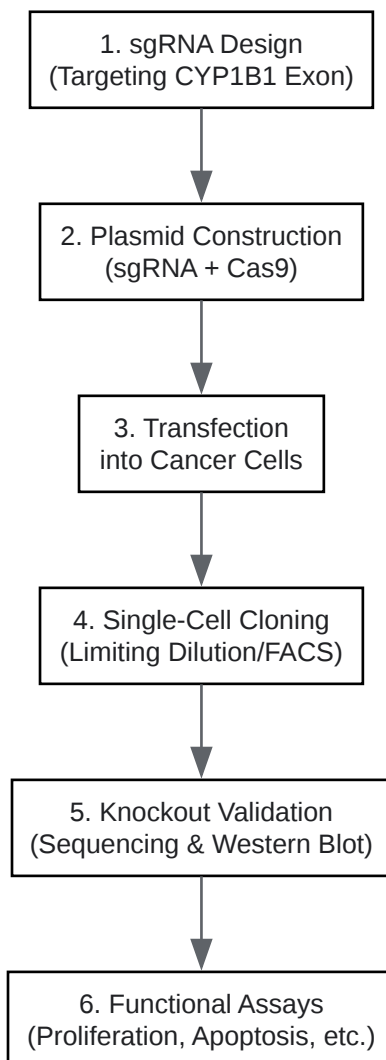 1. sgRNA Design
(Targeting CYP1B1 Exon)
2. Plasmid Construction
(sgRNA + Cas9)
3. Transfection
into Cancer Cells
4. Single-Cell Cloning
(Limiting Dilution/FACS)
5. Knockout Validation
(Sequencing & Western Blot)
6. Functional Assays
(Proliferation, Apoptosis, etc.)